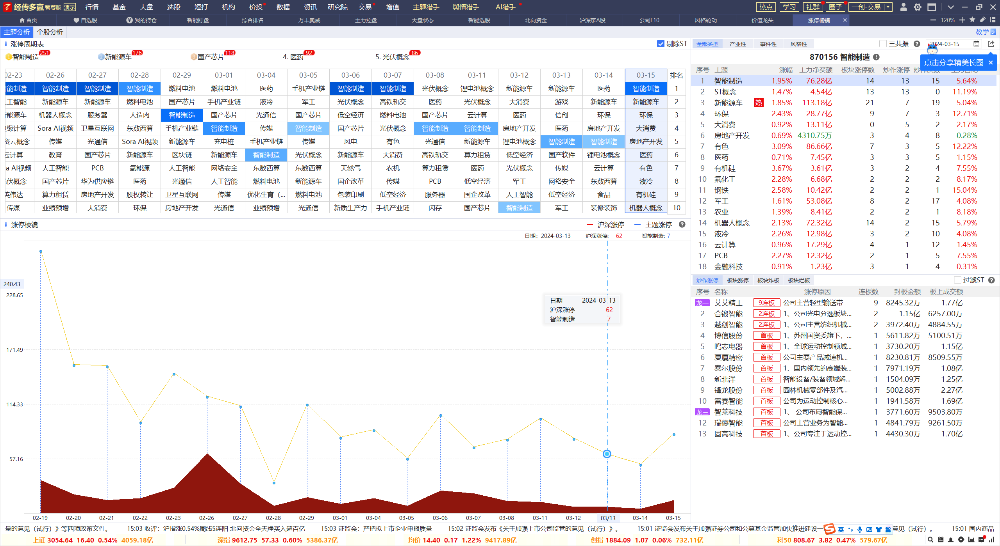 经传多赢 智尊版 演示 行情 基金 大盘 选股 短打 机构 价投 数据 资讯 研究院 交易 增值 主题猎手 舆情猎手 AI猎手 热点 学习 社群 圈子 一创-交易
首页 自选股 我的持仓 智能盯盘 综合排名 万丰奥威 主力控盘 大盘状态 智能选股 北向资金 沪深京A股 公司F10 风格轮动 价值龙头 涨停棱镜 120%
主题分析 个股分析 教学
涨停周期表 剔除ST
1 智能制造 251 2 新能源车 176 3 国产芯片 118 4. 医药 92 5. 光伏概念 86
02-23 02-26 02-27 02-28 02-29 03-01 03-04 03-05 03-06 03-07 03-08 03-11 03-12 03-13 03-14 03-15 排名
能制造 智能制造 智能制造 智能制造 燃料电池 燃料电池 医药 手机产业链 智能制造 智能制造 光伏概念 锂电池概念 新能源车 新能源车 医药 智能制造 1
工智能 新能源车 新能源车 燃料电池 国产芯片 手机产业链 液冷 军工 光伏概念 高铁轨交 医药 光伏概念 大消费 游戏 新能源车 新能源车 2
能源车 机器人概念 服务器 人造肉 智能制造 国产芯片 光通信 国产芯片 低空经济 燃料电池 国产芯片 云计算 医药 信创 环保 环保 3
缘计算 Sora AI视频 卫星互联网 东数西算 手机产业链 智能制造 传媒 智能制造 国产芯片 光伏概念 智能制造 智能制造 房地产开发 医药 房地产开发 大消费 4
资云概念 传媒 光通信 Sora AI视频 新能源车 充电桩 手机产业链 传媒 风电 有色 光通信 新能源车 锂电池概念 智能制造 智能制造 房地产开发 5
云计算 教育 国产芯片 新能源车 区块链 新能源车 智能制造 光伏概念 新能源车 大消费 高铁轨交 算力租赁 低空经济 国产软件 锂电池概念 医药 6
ra AI视频 人工智能 PCB 氢能源 人工智能 网络安全 东数西算 东数西算 天然气 农机 算力租赁 医药 光伏概念 传媒 云计算 有色 7
伏概念 国产芯片 华为供应链 医药 光通信 人工智能 燃料电池 新能源车 国企改革 传媒 PCB 低空经济 军工 网络安全 东数西算 液冷 8
英伟达 算力租赁 房地产开发 股权转让 卫星互联网 传媒 优化生育（... 燃料电池 包装印刷 低空经济 服务器 国企改革 人工智能 低空经济 食品 有机硅 9
传媒 业绩预增 大消费 环保 房地产开发 光通信 业绩预增 光通信 新质生产力 手机产业链 闪存 国产芯片 智能制造 军工 装修装饰 机器人概念 10
涨停棱镜 沪深涨停 主题涨停
日期: 2024-03-13 沪深涨停: 62 智能制造: 7
240.43
228.65
171.49
114.33
57.16
日期 2024-03-13
沪深涨停 62
智能制造 7
02-19 02-20 02-21 02-22 02-23 02-26 02-27 02-28 02-29 03-01 03-04 03-05 03-06 03-07 03-08 03-11 03-12 03/13 03-14 03-15
全部类型 产业性 事件性 风格性 三共振 2024-03-15
870156 智能制造
点击分享精美长图 ×
序号 主题 涨幅 主力净买额 板块涨停数 炒作涨停
1 智能制造 1.95% 76.28亿 14 13 15 5.64%
2 ST概念 1.47% 4.54亿 13 13 0 11.19%
3 新能源车 热 1.85% 113.18亿 21 7 19 5.04%
4 环保 2.43% 28.77亿 9 7 3 12.71%
5 大消费 0.92% 13.11亿 0 5 2 2.17%
6 房地产开发 0.69% -4310.75万 3 4 8 -0.28%
7 有色 3.09% 86.66亿 7 3 5 12.22%
8 医药 0.71% 7.45亿 3 3 5 1.15%
9 有机硅 3.67% 3.61亿 3 2 4 7.55%
10 氟化工 2.28% 6.68亿 2 2 2 8.17%
11 钢铁 2.58% 10.42亿 2 2 1 15.04%
12 军工 1.61% 53.08亿 8 2 17 4.08%
13 农业 1.39% 8.41亿 2 2 1 8.18%
14 机器人概念 2.13% 72.32亿 14 2 15 5.79%
15 液冷 2.26% 12.98亿 3 2 10 4.08%
16 云计算 0.96% 17.29亿 4 1 12 1.45%
17 PCB 2.27% 12.32亿 2 1 5 7.55%
18 金融科技 0.91% 1.23亿 3 1 4 0.31%
炒作涨停 板块涨停 板块炸板 板块烂板 过滤ST
序号 名称 涨停原因 连板数 封板金额 板上成交额
龙一 艾艾精工 9连板 公司主营轻型输送带 9 8245.32万 1.77亿
2 合锻智能 2连板 1、公司光电分选板块... 2 1.15亿 6257.00万
3 越剑智能 2连板 1、公司主营纺织机械... 2 3972.40万 4884.55万
4 博信股份 首板 1、苏州国资委旗下，... 1 5611.82万 5100.51万
5 鸣志电器 首板 1、全球运动控制领域... 1 3730.20万 1.15亿
6 夏厦精密 首板 公司主要产品减速机... 1 8230.81万 8509.55万
7 泰尔股份 首板 1、国内领先的高端装... 1 7971.19万 1.08亿
8 新北洋 首板 智能设备/装备领域解... 1 1504.09万 1.25亿
9 锋龙股份 首板 园林机械零部件及汽... 1 5002.88万 2.27亿
10 雷赛智能 首板 公司为运动控制核心... 1 1941.58万 1.69亿
龙三 智莱科技 首板 1、 公司布局智能保... 1 3771.60万 9503.80万
12 瑞德智能 首板 公司主营业务为智能... 1 4841.79万 9261.50万
13 固高科技 首板 1、公司专注于运动控... 1 4430.30万 1.70亿
量的意见（试行）》等四项政策文件。 15:03 收评：沪指涨0.54%周线5连阳 北向资金全天净买入超百亿 15:03 证监会：严把拟上市企业申报质量 15:02 证监会发布《关于加强上市公司监管的意见（试行）》。 15:01 证监会发布关于加强证券公司和公募基金监管加快推进建设一 英 意见（试行）。 15:01 国内商品
上证 3054.64 16.40 0.54% 4059.18亿 深指 9612.75 57.33 0.60% 5386.37亿 均价 14.40 0.17 1.22% 9417.89亿 创指 1884.09 1.07 0.06% 732.11亿 科50 808.67 3.82 0.47% 579.67亿